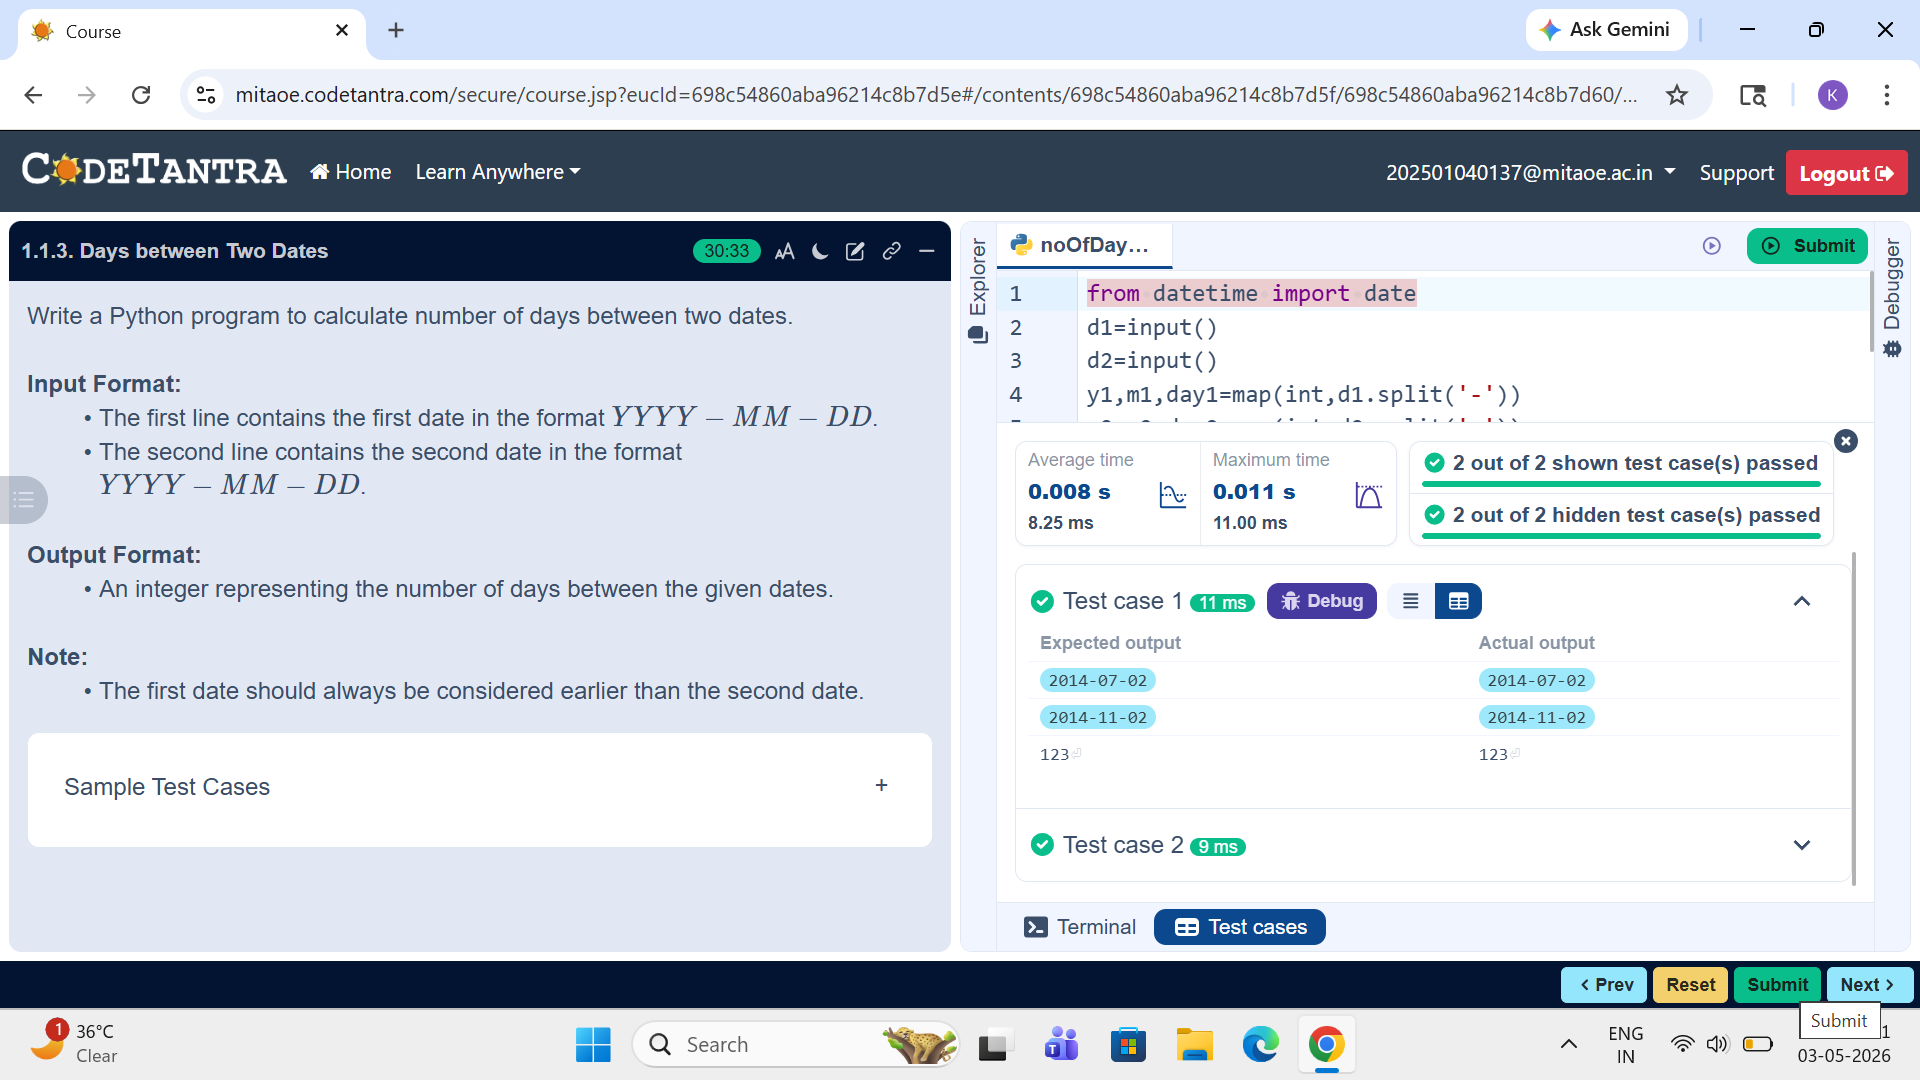 Course
Ask Gemini
mitaoe.codetantra.com/secure/course.jsp?eucId=698c54860aba96214c8b7d5e#/contents/698c54860aba96214c8b7d5f/698c54860aba96214c8b7d60/...
K
CODETANTRA
Home
Learn Anywhere
202501040137@mitaoe.ac.in
Support
Logout
1.1.3. Days between Two Dates
30:33
Write a Python program to calculate number of days between two dates.
Input Format:
• The first line contains the first date in the format YYYY − MM − DD.
• The second line contains the second date in the format
YYYY − MM − DD.
Output Format:
• An integer representing the number of days between the given dates.
Note:
• The first date should always be considered earlier than the second date.
Sample Test Cases
+
Explorer
noOfDay...
Submit
Debugger
1 from datetime import date
2 d1=input()
3 d2=input()
4 y1,m1,day1=map(int,d1.split('-'))
Average time
0.008 s
8.25 ms
Maximum time
0.011 s
11.00 ms
2 out of 2 shown test case(s) passed
2 out of 2 hidden test case(s) passed
Test case 1 11 ms
Debug
Expected output Actual output
2014-07-02 2014-07-02
2014-11-02 2014-11-02
123 123
Test case 2 9 ms
Terminal
Test cases
Prev
Reset
Submit
Next
Submit
1
36°C
Clear
Search
ENG
IN
1
03-05-2026